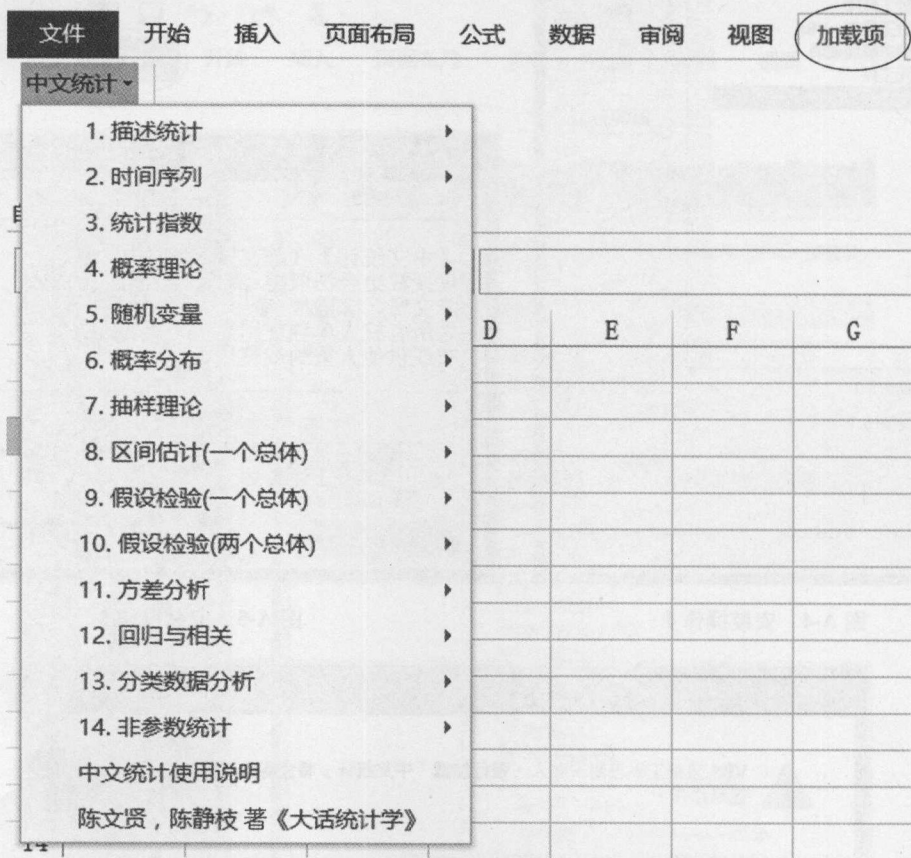 文件 开始 插入 页面布局 公式 数据 审阅 视图 加载项
中文统计
1. 描述统计
2. 时间序列
3. 统计指数
4. 概率理论
5. 随机变量
D E F G
6. 概率分布
7. 抽样理论
8. 区间估计(一个总体)
9. 假设检验(一个总体)
10. 假设检验(两个总体)
11. 方差分析
12. 回归与相关
13. 分类数据分析
14. 非参数统计
中文统计使用说明
陈文贤，陈静枝 著《大话统计学》
14